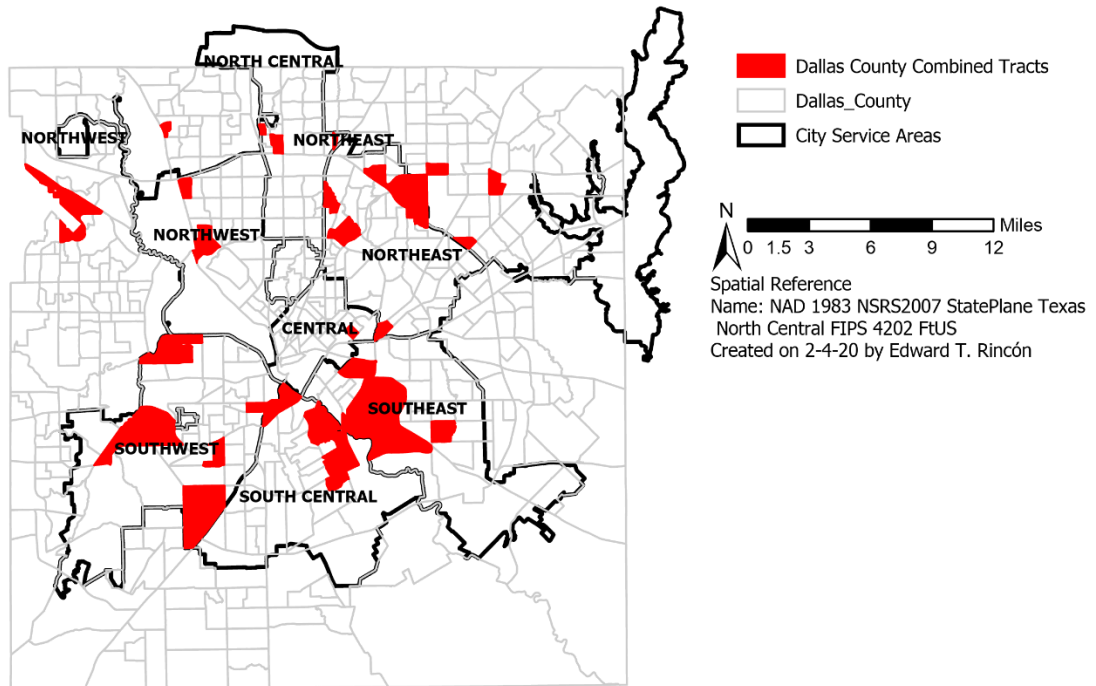 NORTH CENTRAL
NORTHWEST
NORTHEAST
NORTHWEST
NORTHEAST
CENTRAL
SOUTHEAST
SOUTHWEST
SOUTH CENTRAL
Dallas County Combined Tracts
Dallas_County
City Service Areas
N
Miles
0 1.5 3 6 9 12
Spatial Reference
Name: NAD 1983 NSRS2007 StatePlane Texas
North Central FIPS 4202 FtUS
Created on 2-4-20 by Edward T. Rincón